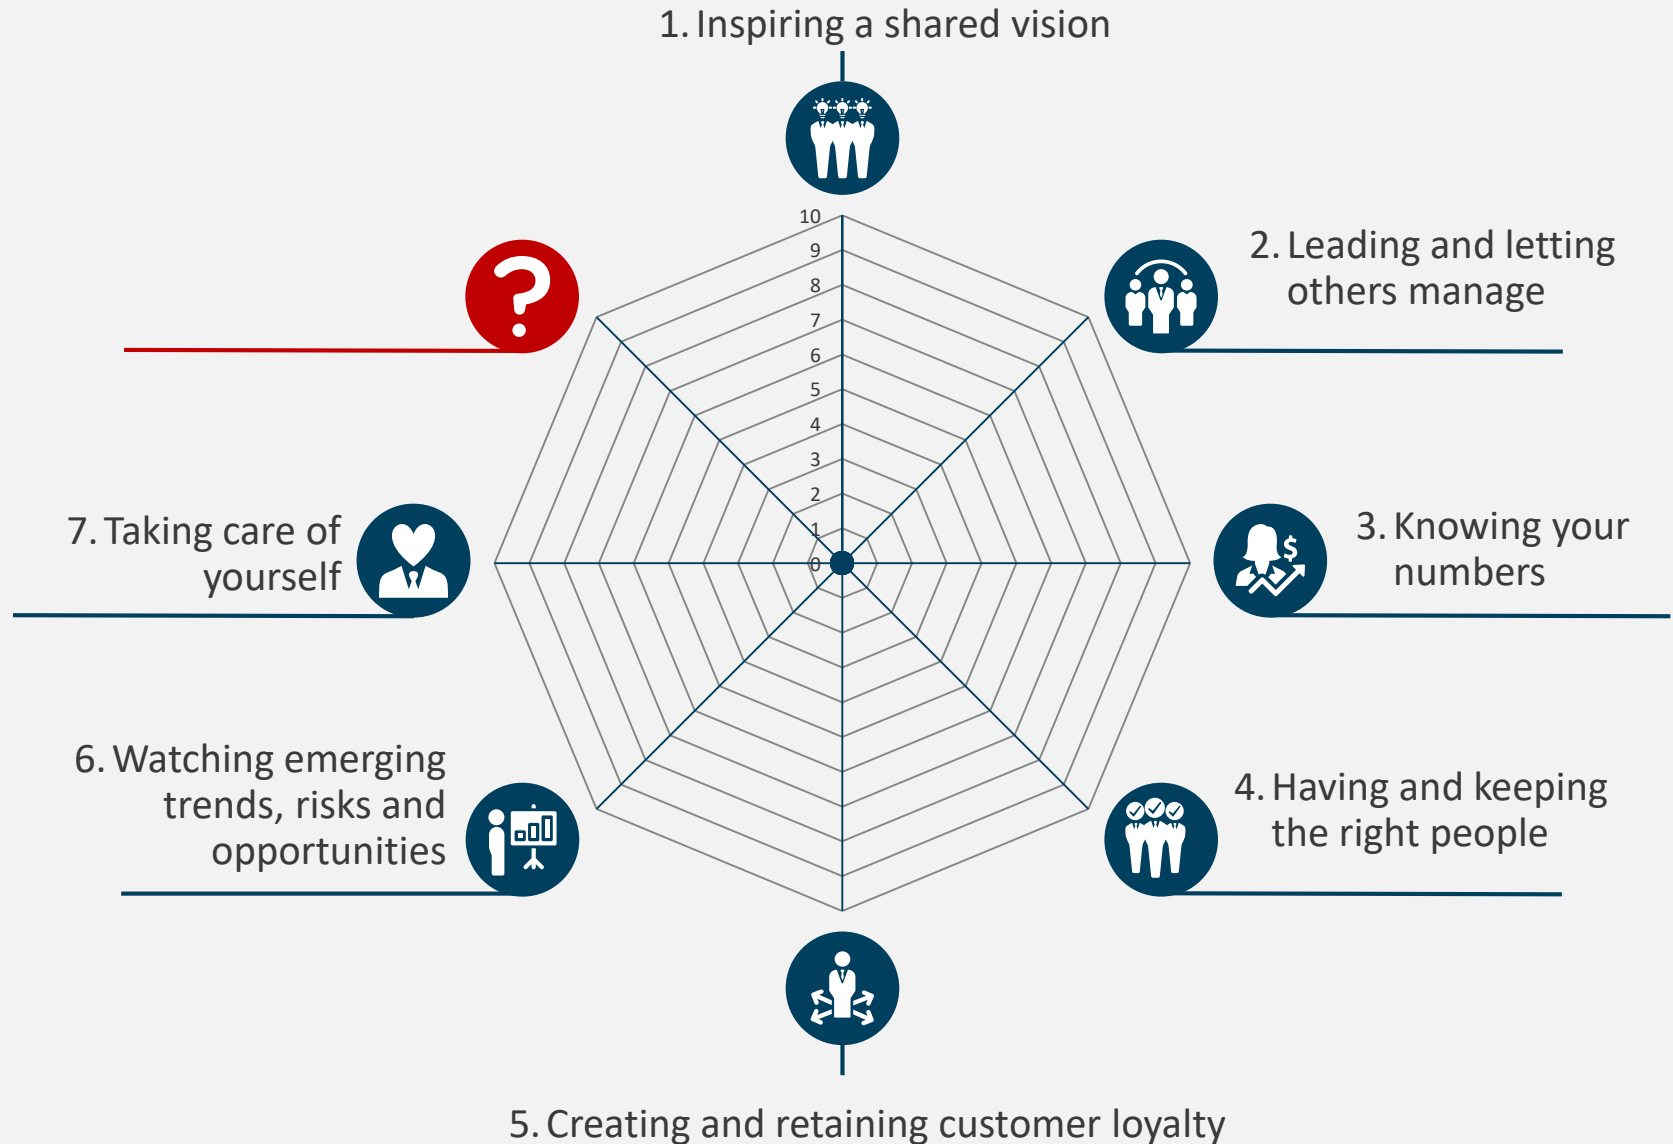 1. Inspiring a shared vision
2. Leading and letting
others manage
3. Knowing your
numbers
4. Having and keeping
the right people
5. Creating and retaining customer loyalty
6. Watching emerging
trends, risks and
opportunities
7. Taking care of
yourself
?
10
9
8
7
6
5
4
3
2
1
0
$